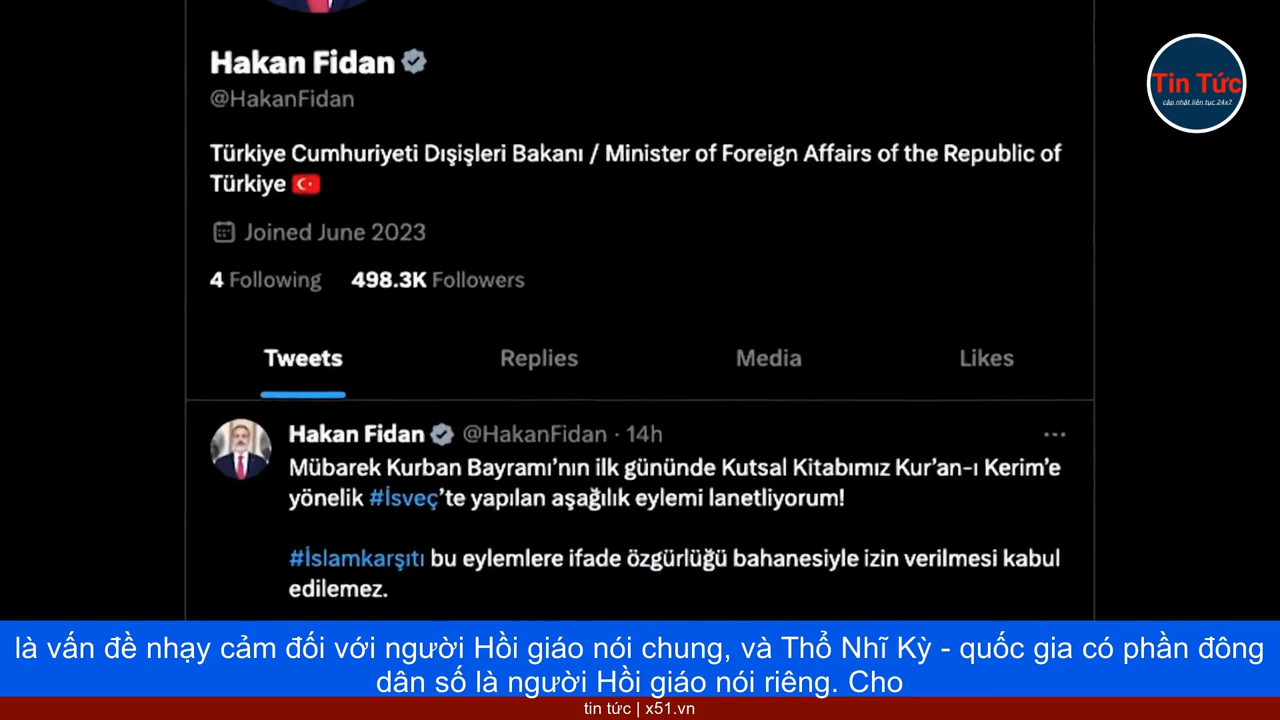 Tin Tức
cập nhật liên tục 24x7
Hakan Fidan
@HakanFidan
Türkiye Cumhuriyeti Dışişleri Bakanı / Minister of Foreign Affairs of the Republic of
Türkiye
Joined June 2023
4 Following 498.3K Followers
Tweets Replies Media Likes
Hakan Fidan @HakanFidan · 14h
Mübarek Kurban Bayramı’nın ilk gününde Kutsal Kitabımız Kur’an-ı Kerim’e
yönelik #İsveç’te yapılan aşağılık eylemi lanetliyorum!
#İslamkarşıtı bu eylemlere ifade özgürlüğü bahanesiyle izin verilmesi kabul
edilemez.
là vấn đề nhạy cảm đối với người Hồi giáo nói chung, và Thổ Nhĩ Kỳ - quốc gia có phần đông
dân số là người Hồi giáo nói riêng. Cho
tin tức | x51.vn